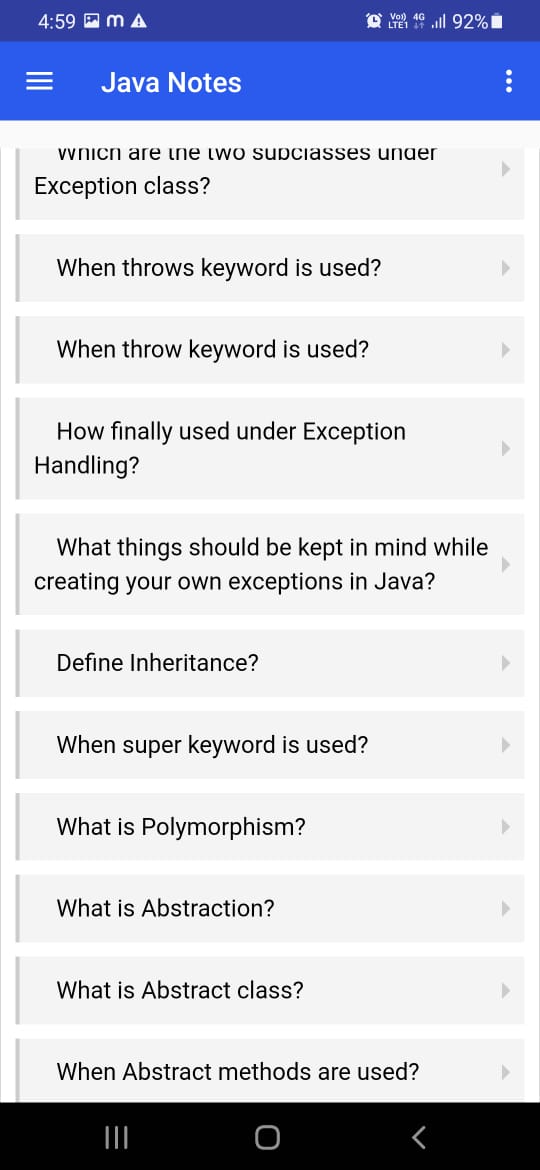 4:59 m
Vo)) 4G 92%
LTE1
Java Notes
Which are the two subclasses under
Exception class?
When throws keyword is used?
When throw keyword is used?
How finally used under Exception
Handling?
What things should be kept in mind while
creating your own exceptions in Java?
Define Inheritance?
When super keyword is used?
What is Polymorphism?
What is Abstraction?
What is Abstract class?
When Abstract methods are used?